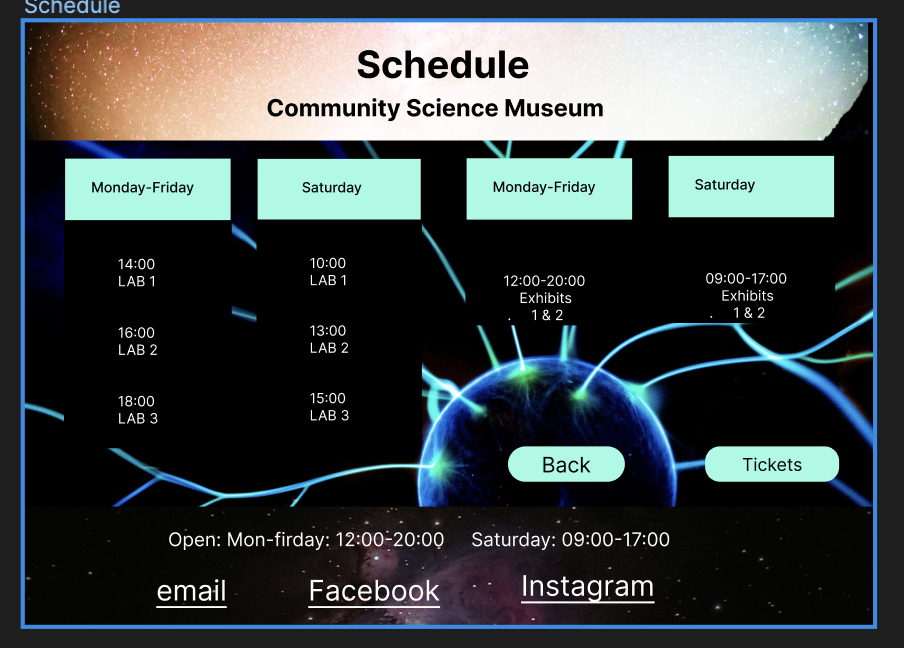 Schedule
Schedule
Community Science Museum
Monday-Friday
Saturday
Monday-Friday
Saturday
14:00
LAB 1
16:00
LAB 2
18:00
LAB 3
10:00
LAB 1
13:00
LAB 2
15:00
LAB 3
12:00-20:00
Exhibits
. 1 & 2
09:00-17:00
Exhibits
. 1 & 2
Back
Tickets
Open: Mon-firday: 12:00-20:00 Saturday: 09:00-17:00
email Facebook Instagram